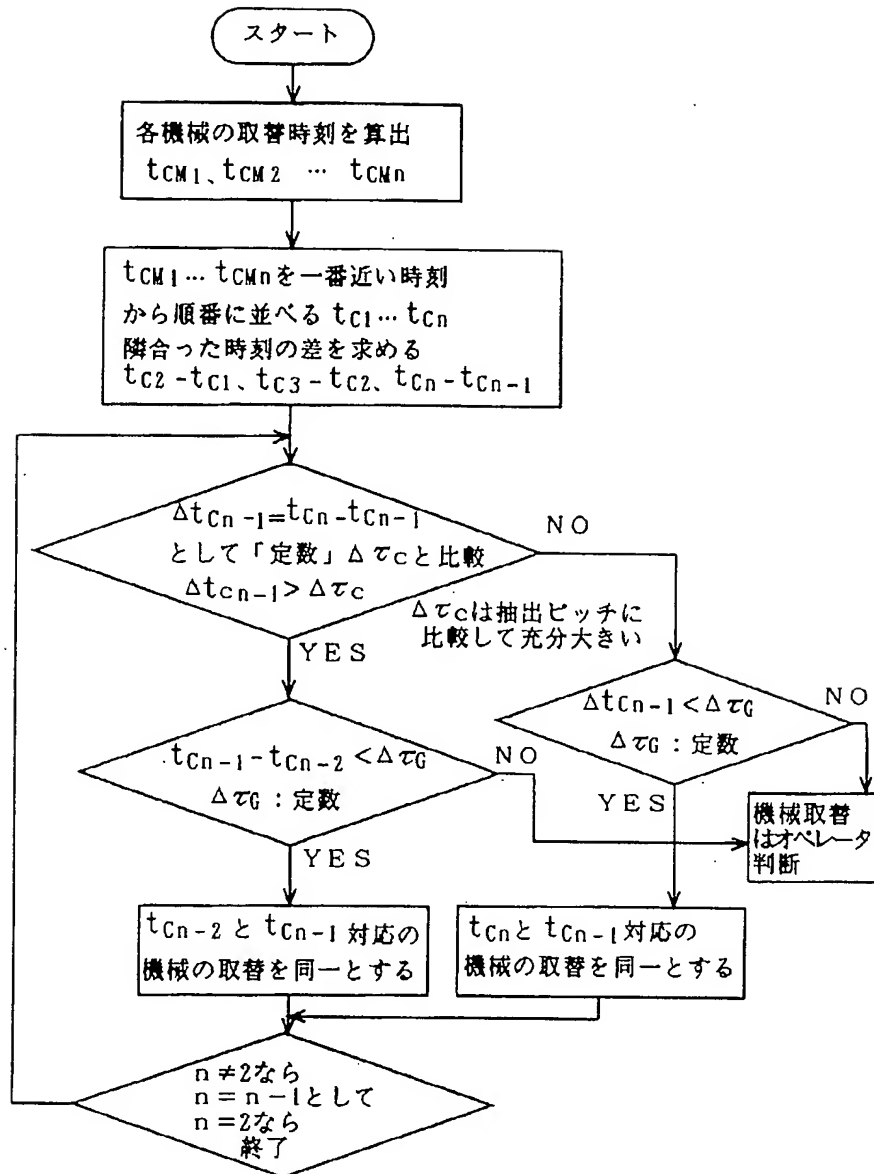 スタート
各機械の取替時刻を算出
tCM1、tCM2 … tCMn
tCM1… tCMnを一番近い時刻
から順番に並べる tC1… tCn
隣合った時刻の差を求める
tC2-tC1、tC3-tC2、tCn-tCn-1
ΔtCn-1=tCn-tCn-1
として「定数」Δτcと比較
Δtcn-1>Δτc
NO
YES
Δτcは抽出ピッチに
比較して充分大きい
ΔtCn-1<ΔτG
ΔτG：定数
NO
YES
tCn-1-tCn-2<ΔτG
ΔτG：定数
NO
YES
機械取替
はオペレータ
判断
tCn-2とtCn-1対応の
機械の取替を同一とする
tCnとtCn-1対応の
機械の取替を同一とする
n≠2なら
n=n-1として
n=2なら
終了